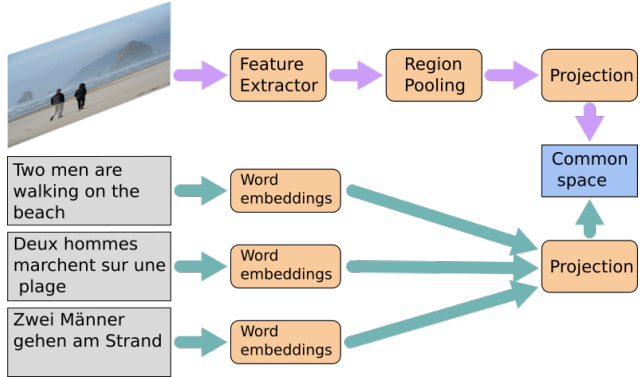 Feature
Extractor
Region
Pooling
Projection
Common
space
Two men are
walking on the
beach
Word
embeddings
Deux hommes
marchent sur une
plage
Word
embeddings
Projection
Zwei Männer
gehen am Strand
Word
embeddings